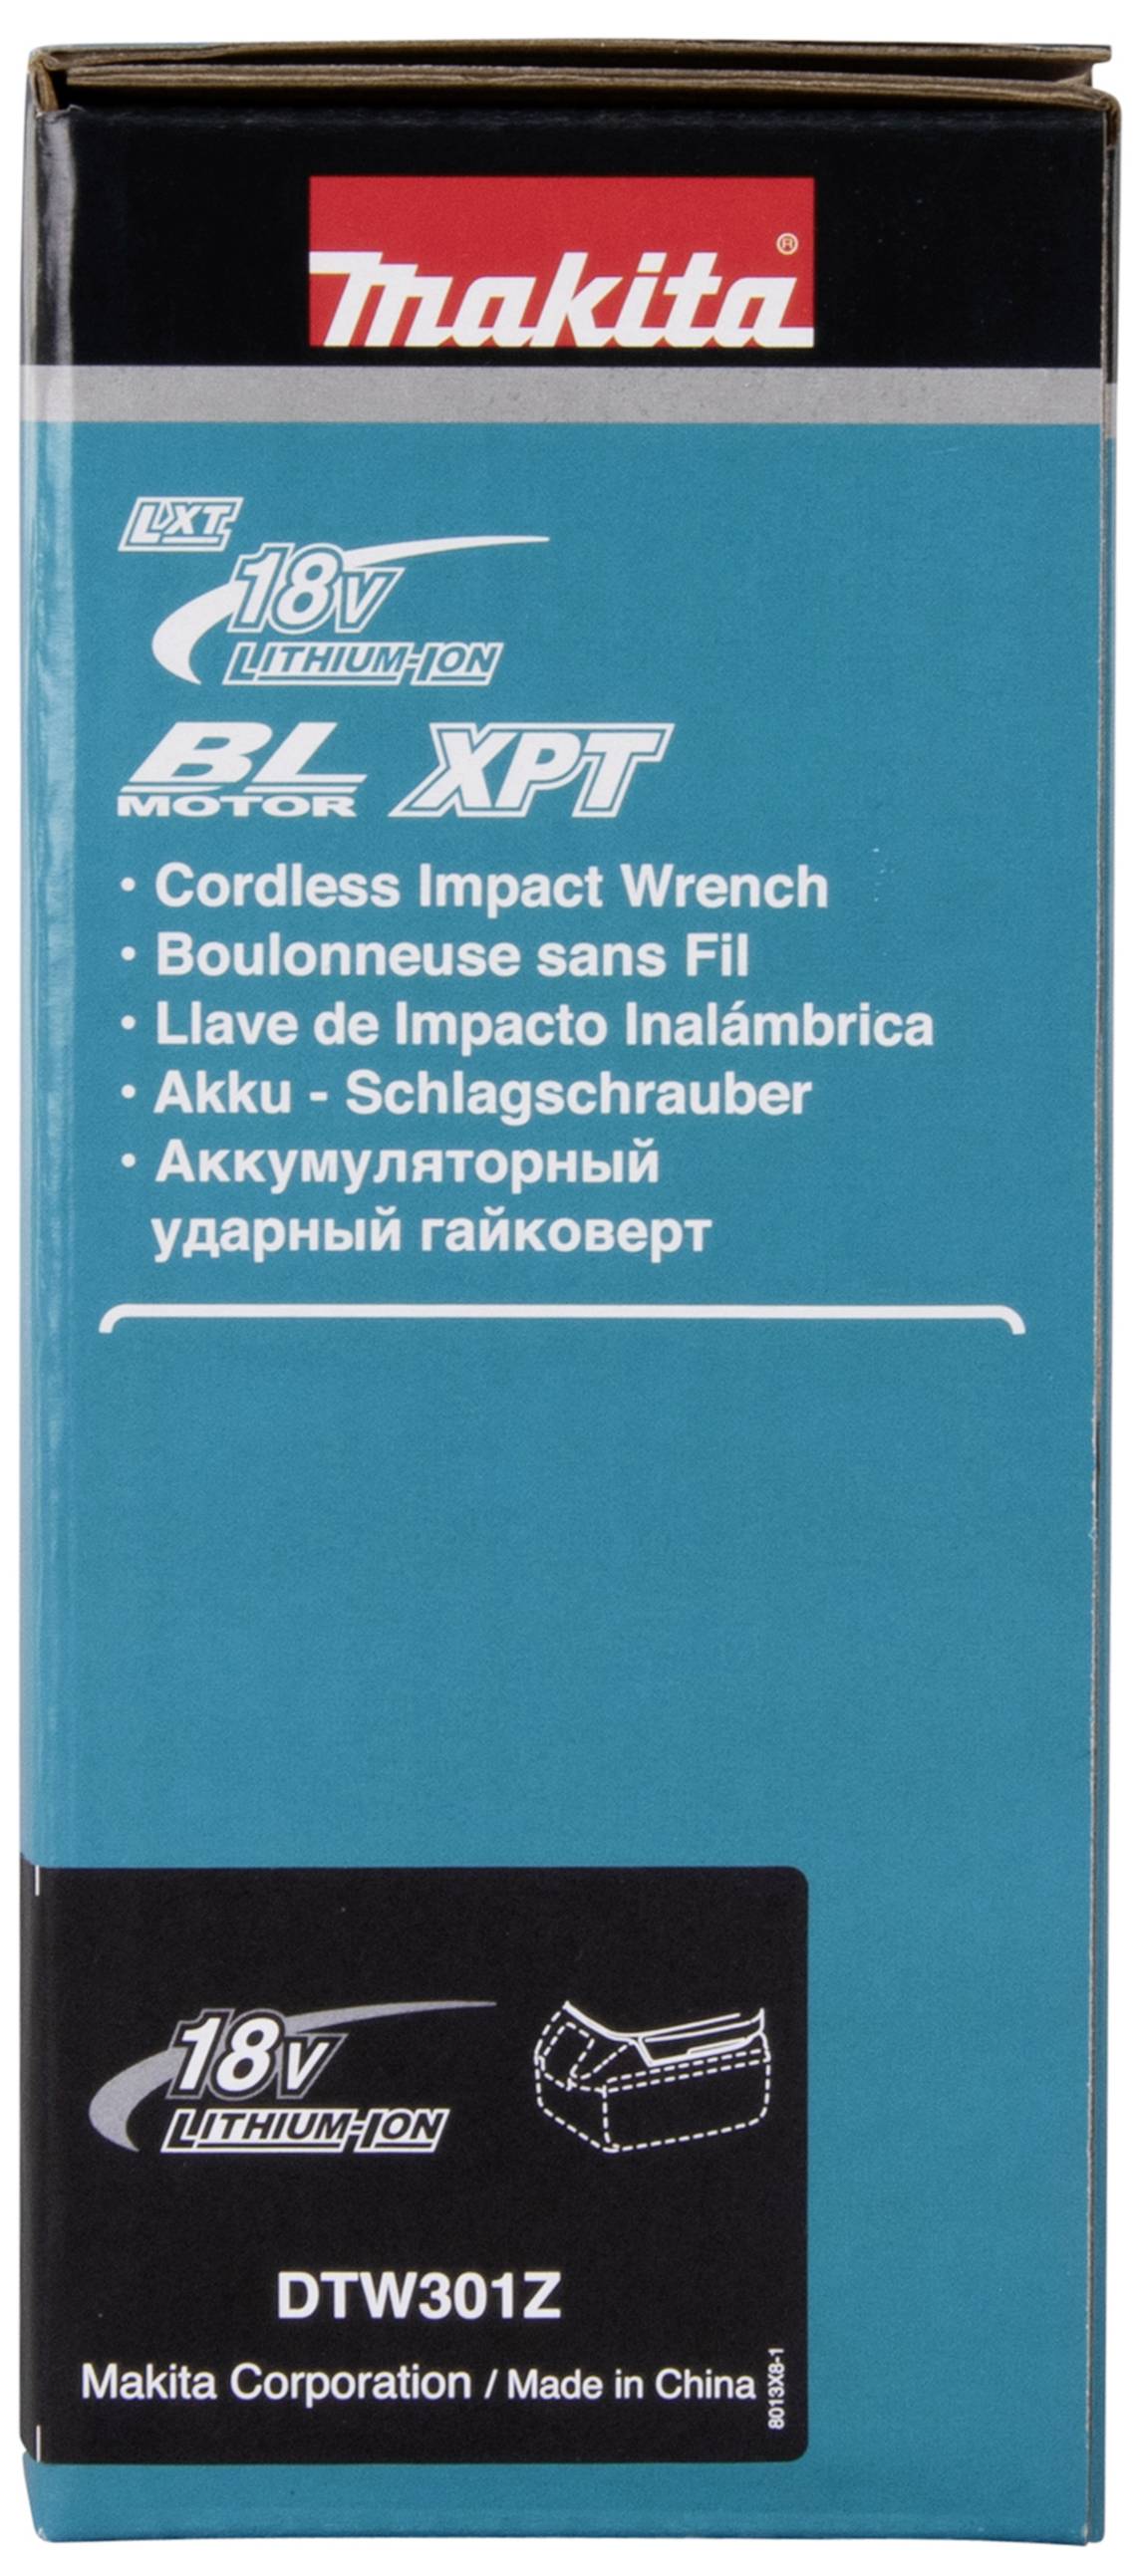 makita®
LXT
18V
LITHIUM-ION
BL XPT
MOTOR
• Cordless Impact Wrench
• Boulonneuse sans Fil
• Llave de Impacto Inalámbrica
• Akku - Schlagschrauber
• Аккумуляторный
ударный гайковерт
18V
LITHIUM-ION
DTW301Z
Makita Corporation / Made in China
8013X8-1